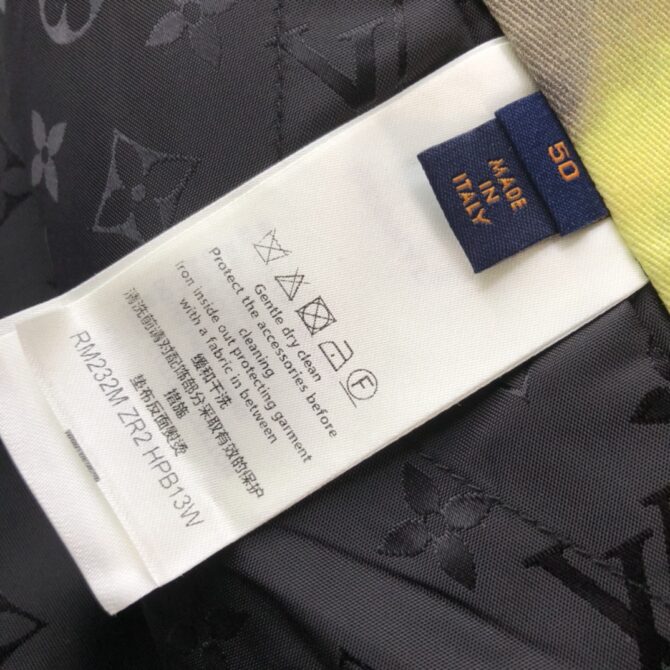 50
MADE
IN
ITALY
F
Gentle dry clean
Protect the accessories before
cleaning
Iron inside out protecting garment
with a fabric in between
缓和干洗
清洗前请对配饰部分采取有效的保护
措施
垫布反面熨烫
RM232M ZR2 HPB13W